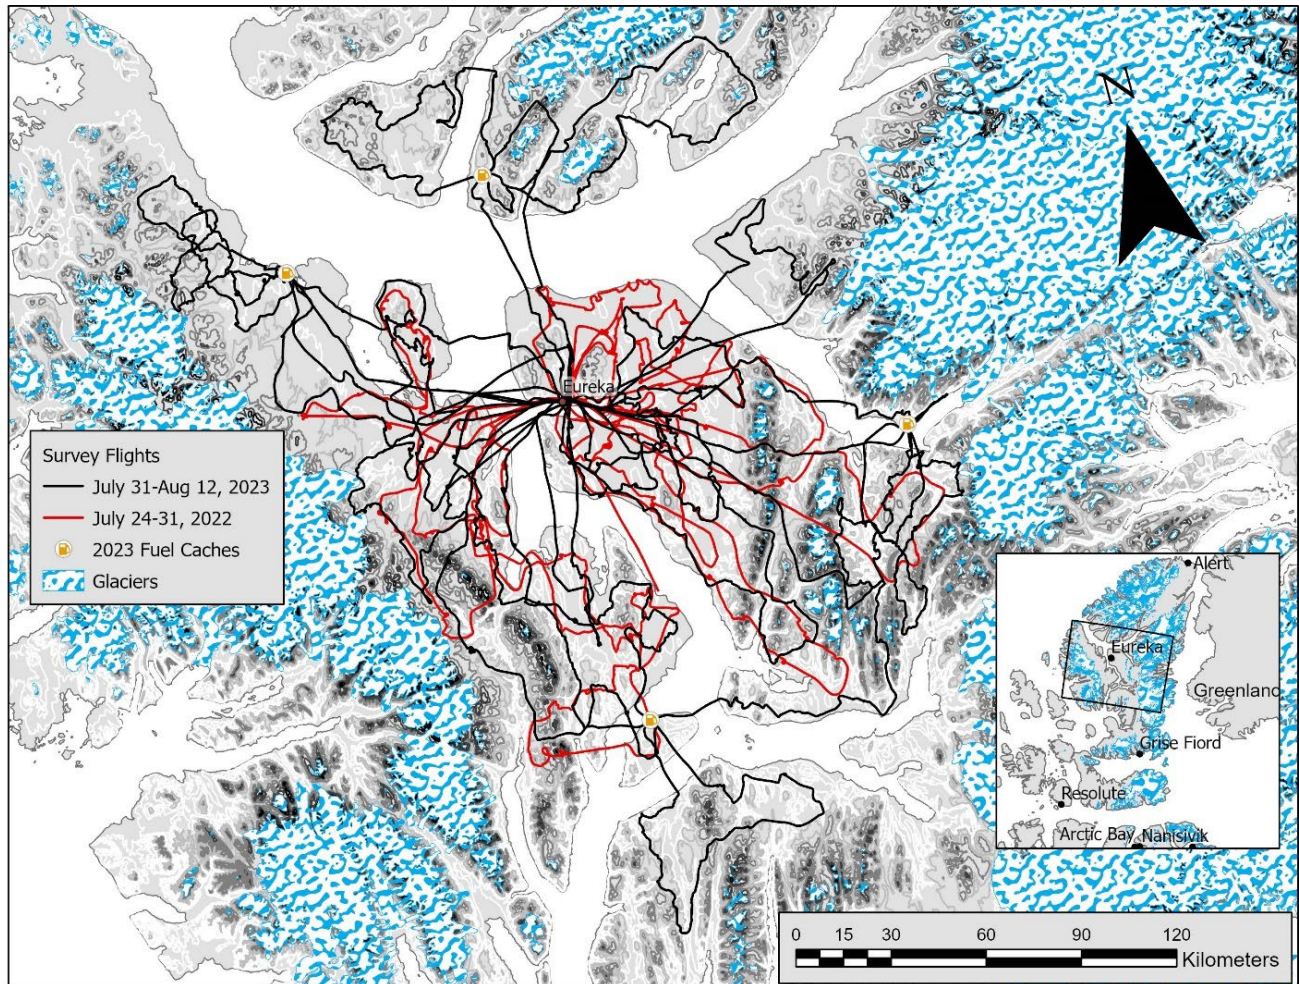 N
Eureka
Survey Flights
July 31-Aug 12, 2023
July 24-31, 2022
2023 Fuel Caches
Glaciers
Alert
Eureka
Greenland
Grise Fiord
Resolute
Arctic Bay Nanisivik
0 15 30 60 90 120
Kilometers